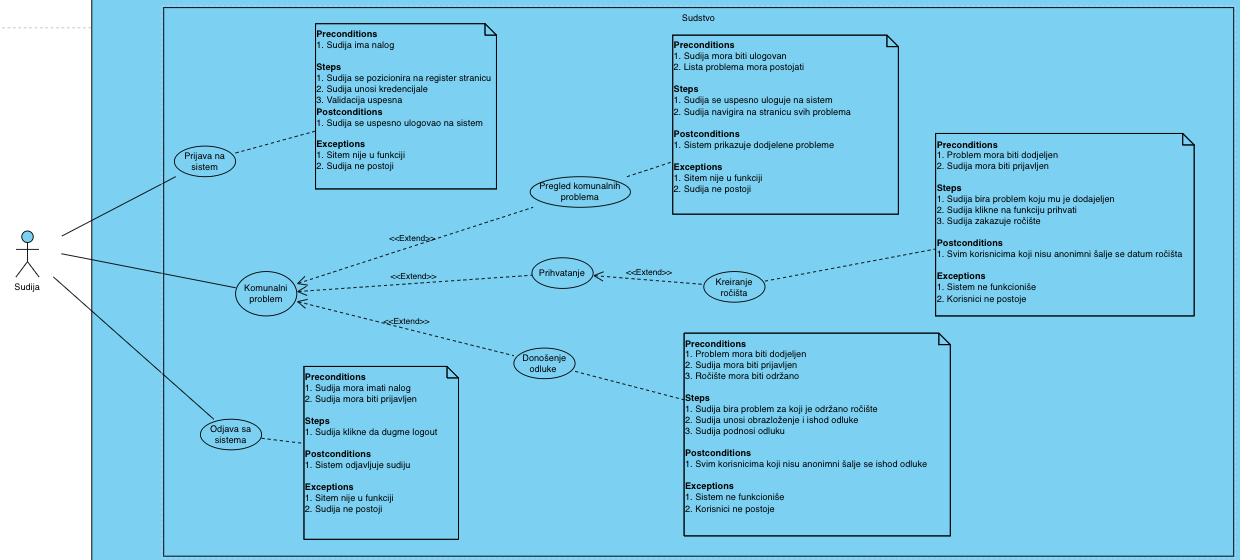 Sudstvo
Preconditions
1. Sudija ima nalog
Steps
1. Sudija se pozicionira na register stranicu
2. Sudija unosi kredencijale
3. Validacija uspesna
Postconditions
1. Sudija se uspesno ulogovao na sistem
Exceptions
1. Sitem nije u funkciji
2. Sudija ne postoji
Preconditions
1. Sudija mora biti ulogovan
2. Lista problema mora postojati
Steps
1. Sudija se uspesno uloguje na sistem
2. Sudija navigira na stranicu svih problema
Postconditions
1. Sistem prikazuje dodjelene probleme
Exceptions
1. Sitem nije u funkciji
2. Sudija ne postoji
Preconditions
1. Problem mora biti dodjeljen
2. Sudija mora biti prijavljen
Steps
1. Sudija bira problem koju mu je dodajeljen
2. Sudija klikne na funkciju prihvati
3. Sudija zakazuje ročište
Postconditions
1. Svim korisnicima koji nisu anonimni šalje se datum ročišta
Exceptions
1. Sistem ne funkcioniše
2. Korisnici ne postoje
Prijava na
sistem
Pregled komunalnih
problema
Sudija
<<Extend>>
<<Extend>>
<<Extend>>
<<Extend>>
Komunalni
problem
Prihvatanje
Kreiranje
ročišta
Donošenje
odluke
Odjava sa
sistema
Preconditions
1. Sudija mora imati nalog
2. Sudija mora biti prijavljen
Steps
1. Sudija klikne da dugme logout
Postconditions
1. Sistem odjavljuje sudiju
Exceptions
1. Sitem nije u funkciji
2. Sudija ne postoji
Preconditions
1. Problem mora biti dodjeljen
2. Sudija mora biti prijavljen
3. Ročište mora biti održano
Steps
1. Sudija bira problem za koji je održano ročište
2. Sudija unosi obrazloženje i ishod odluke
3. Sudija podnosi odluku
Postconditions
1. Svim korisnicima koji nisu anonimni šalje se ishod odluke
Exceptions
1. Sistem ne funkcioniše
2. Korisnici ne postoje